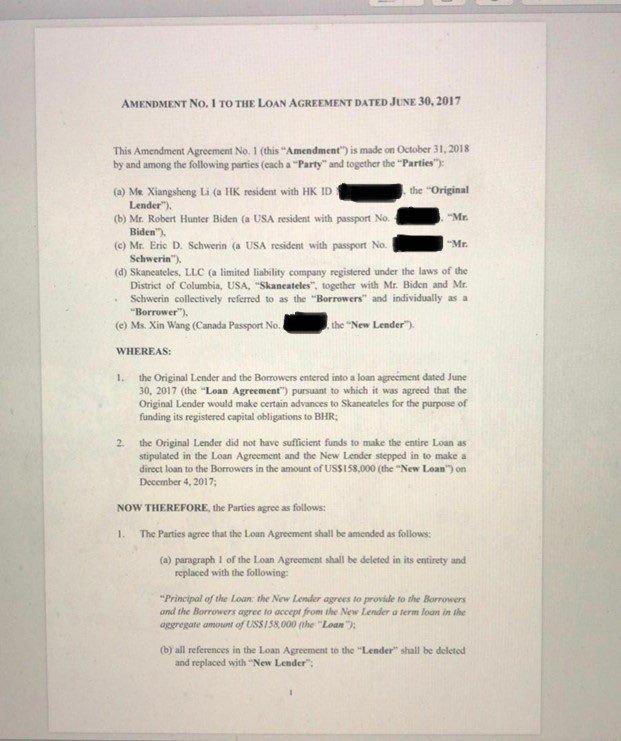 AMENDMENT NO. 1 TO THE LOAN AGREEMENT DATED JUNE 30, 2017
This Amendment Agreement No. 1 (this “Amendment”) is made on October 31, 2018
by and among the following parties (each a “Party” and together the “Parties”):
(a) Mr. Xiangsheng Li (a HK resident with HK ID , the “Original
Lender”),
(b) Mr. Robert Hunter Biden (a USA resident with passport No. , “Mr.
Biden”),
(c) Mr. Eric D. Schwerin (a USA resident with passport No. “Mr.
Schwerin”),
(d) Skaneateles, LLC (a limited liability company registered under the laws of the
District of Columbia, USA, “Skaneateles”, together with Mr. Biden and Mr.
Schwerin collectively referred to as the “Borrowers” and individually as a
“Borrower”),
(e) Ms. Xin Wang (Canada Passport No. , the “New Lender”).
WHEREAS:
1. the Original Lender and the Borrowers entered into a loan agreement dated June
30, 2017 (the “Loan Agreement”) pursuant to which it was agreed that the
Original Lender would make certain advances to Skaneateles for the purpose of
funding its registered capital obligations to BHR;
2. the Original Lender did not have sufficient funds to make the entire Loan as
stipulated in the Loan Agreement and the New Lender stepped in to make a
direct loan to the Borrowers in the amount of US$158,000 (the “New Loan”) on
December 4, 2017;
NOW THEREFORE, the Parties agree as follows:
1. The Parties agree that the Loan Agreement shall be amended as follows:
(a) paragraph 1 of the Loan Agreement shall be deleted in its entirety and
replaced with the following:
“Principal of the Loan: the New Lender agrees to provide to the Borrowers
and the Borrowers agree to accept from the New Lender a term loan in the
aggregate amount of US$158,000 (the “Loan”);
(b) all references in the Loan Agreement to the “Lender” shall be deleted
and replaced with “New Lender”;
1